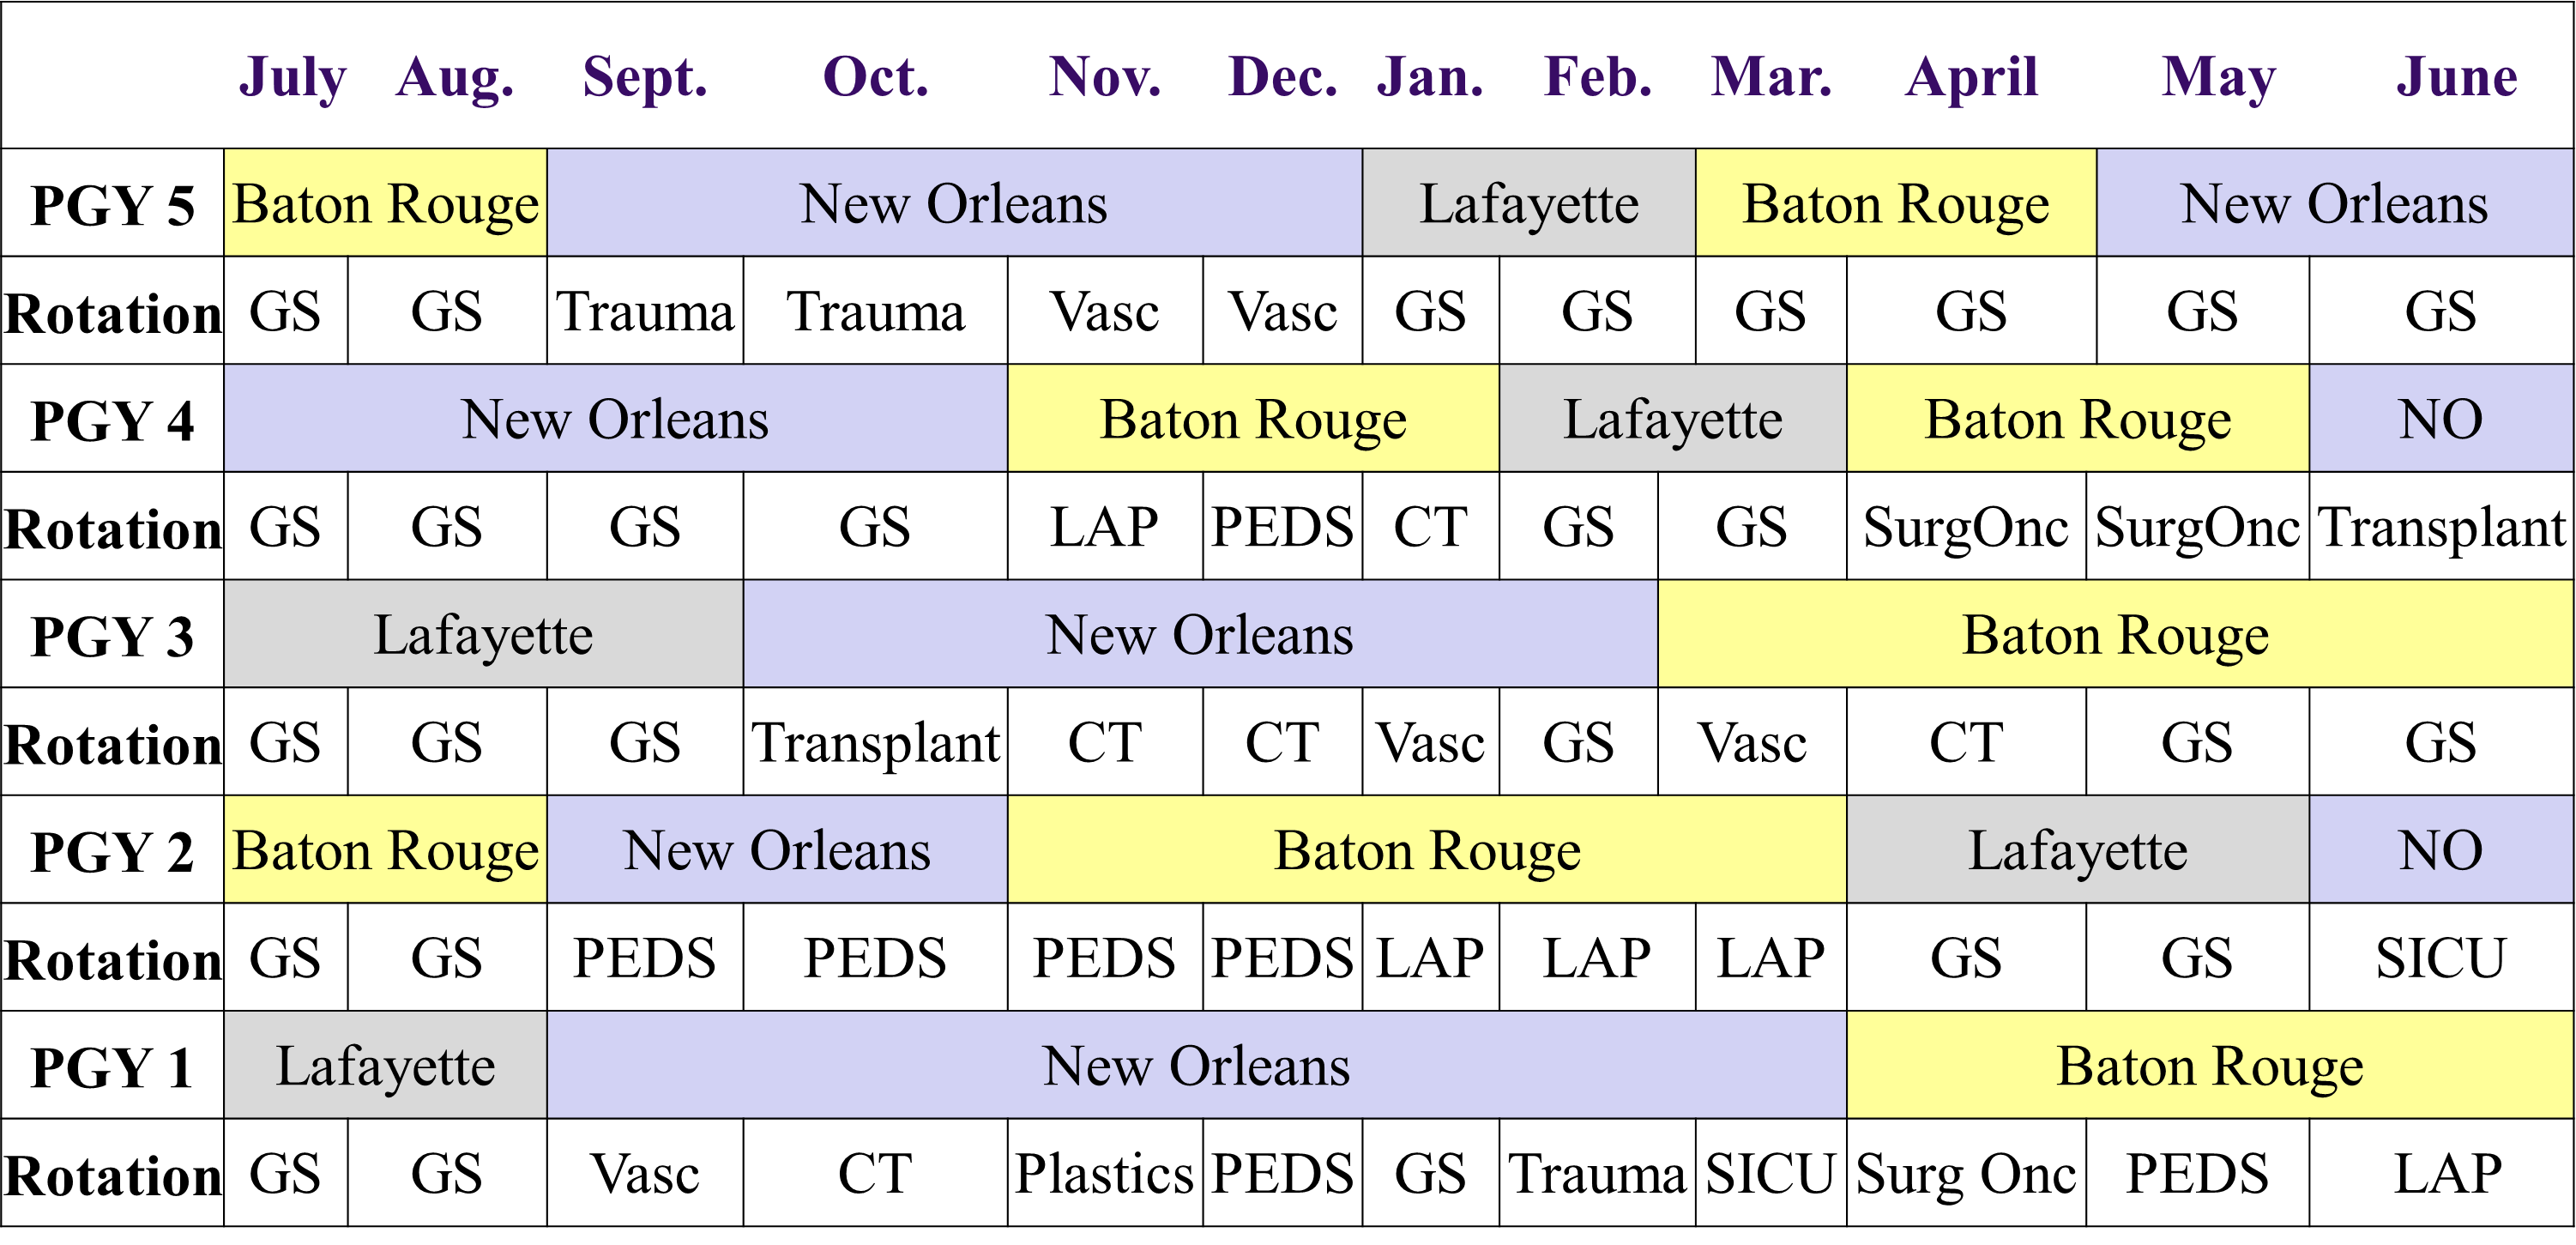 July Aug. Sept. Oct. Nov. Dec. Jan. Feb. Mar. April May June
PGY 5 Baton Rouge New Orleans Lafayette Baton Rouge New Orleans
Rotation GS GS Trauma Trauma Vasc Vasc GS GS GS GS GS GS
PGY 4 New Orleans Baton Rouge Lafayette Baton Rouge NO
Rotation GS GS GS GS LAP PEDS CT GS GS SurgOnc SurgOnc Transplant
PGY 3 Lafayette New Orleans Baton Rouge
Rotation GS GS GS Transplant CT CT Vasc GS Vasc CT GS GS
PGY 2 Baton Rouge New Orleans Baton Rouge Lafayette NO
Rotation GS GS PEDS PEDS PEDS PEDS LAP LAP LAP GS GS SICU
PGY 1 Lafayette New Orleans Baton Rouge
Rotation GS GS Vasc CT Plastics PEDS GS Trauma SICU Surg Onc PEDS LAP